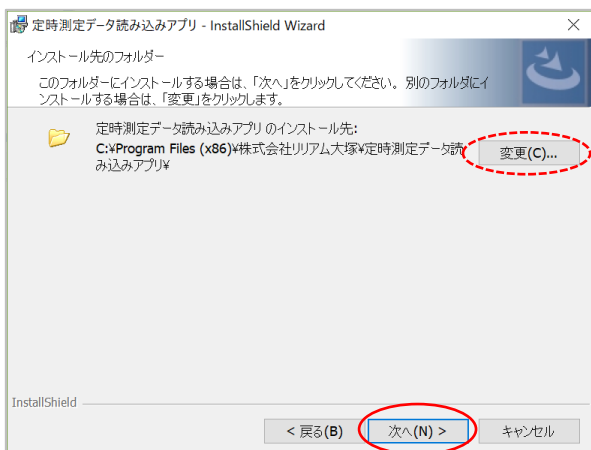 定時測定データ読み込みアプリ - InstallShield Wizard
インストール先のフォルダー
このフォルダーにインストールする場合は、「次へ」をクリックしてください。別のフォルダにイ
ンストールする場合は、「変更」をクリックします。
定時測定データ読み込みアプリ のインストール先:
C:¥Program Files (x86)¥株式会社リリアム大塚¥定時測定データ読
み込みアプリ¥
変更(C)...
InstallShield
< 戻る(B)
次へ(N) >
キャンセル